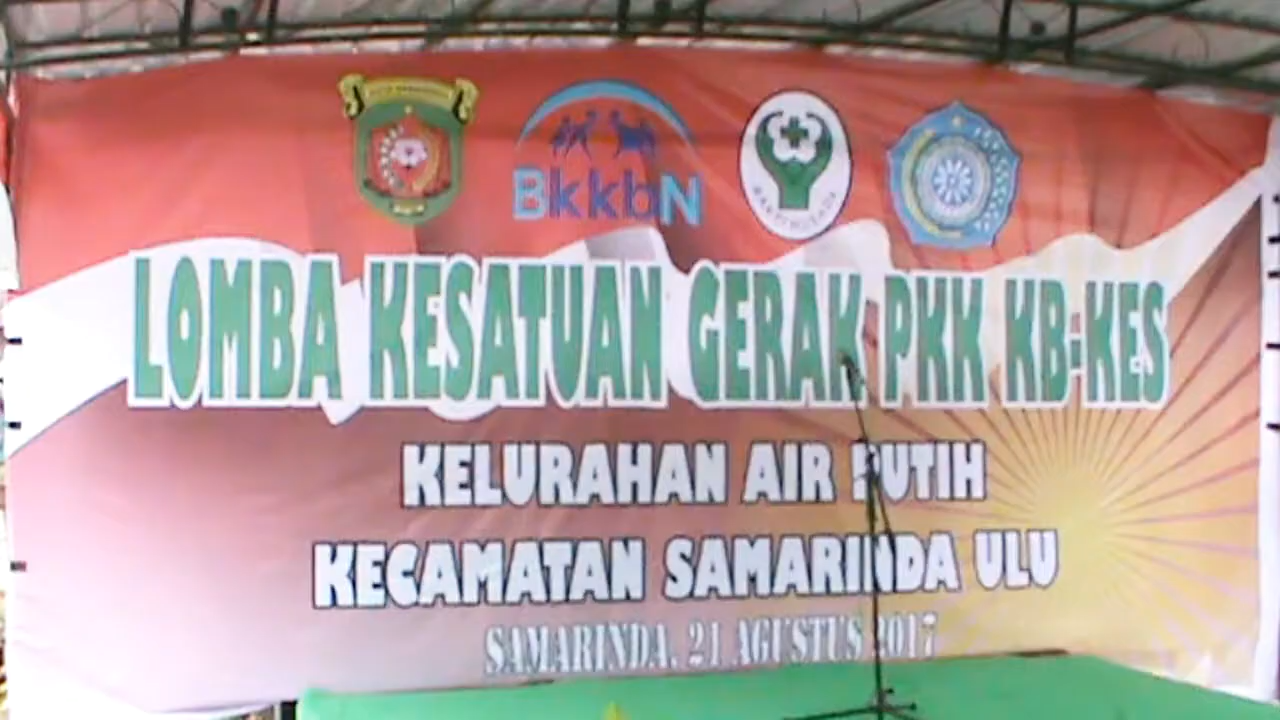 BkkbN
LOMBA KESATUAN GERAK PKK KB-KES
KELURAHAN AIR PUTIH
KECAMATAN SAMARINDA ULU
SAMARINDA, 21 AGUSTUS 2017